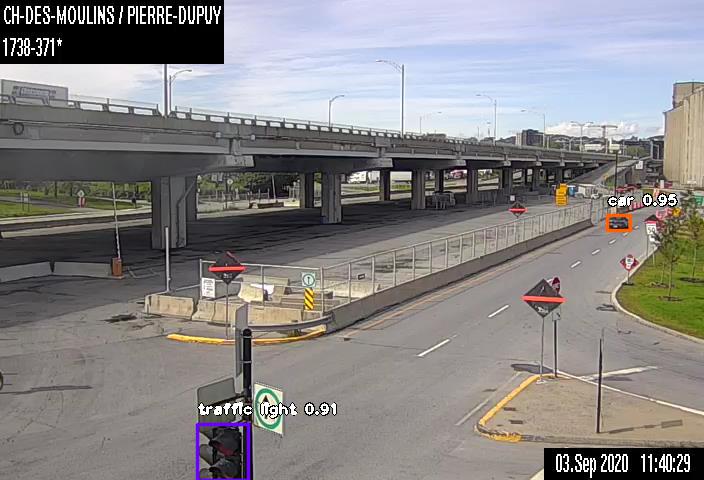 CH-DES-MOULINS / PIERRE-DUPUY
1738-371*
car 0.95
traffic light 0.91
03.Sep 2020 11:40:29